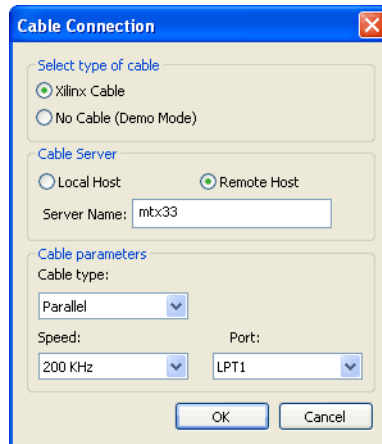 Cable Connection
Select type of cable
Xilinx Cable
No Cable (Demo Mode)
Cable Server
Local Host Remote Host
Server Name: mtx33
Cable parameters
Cable type:
Parallel
Speed: Port:
200 KHz LPT1
OK Cancel